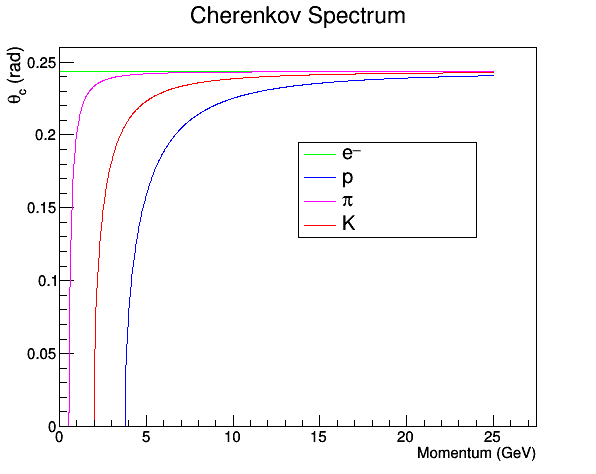 Cherenkov Spectrum
θc (rad)
0.25
0.2
0.15
0.1
0.05
0
e–
p
π
K
0 5 10 15 20 25
Momentum (GeV)